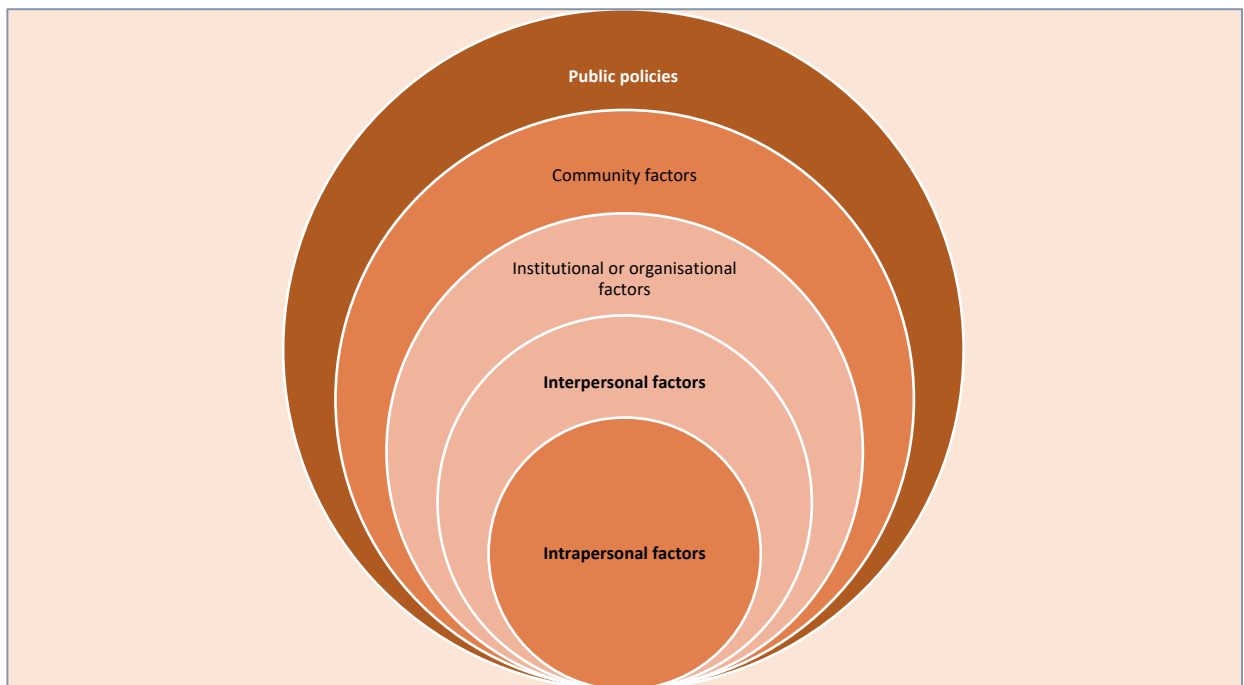 Public policies
Community factors
Institutional or organisational
factors
Interpersonal factors
Intrapersonal factors